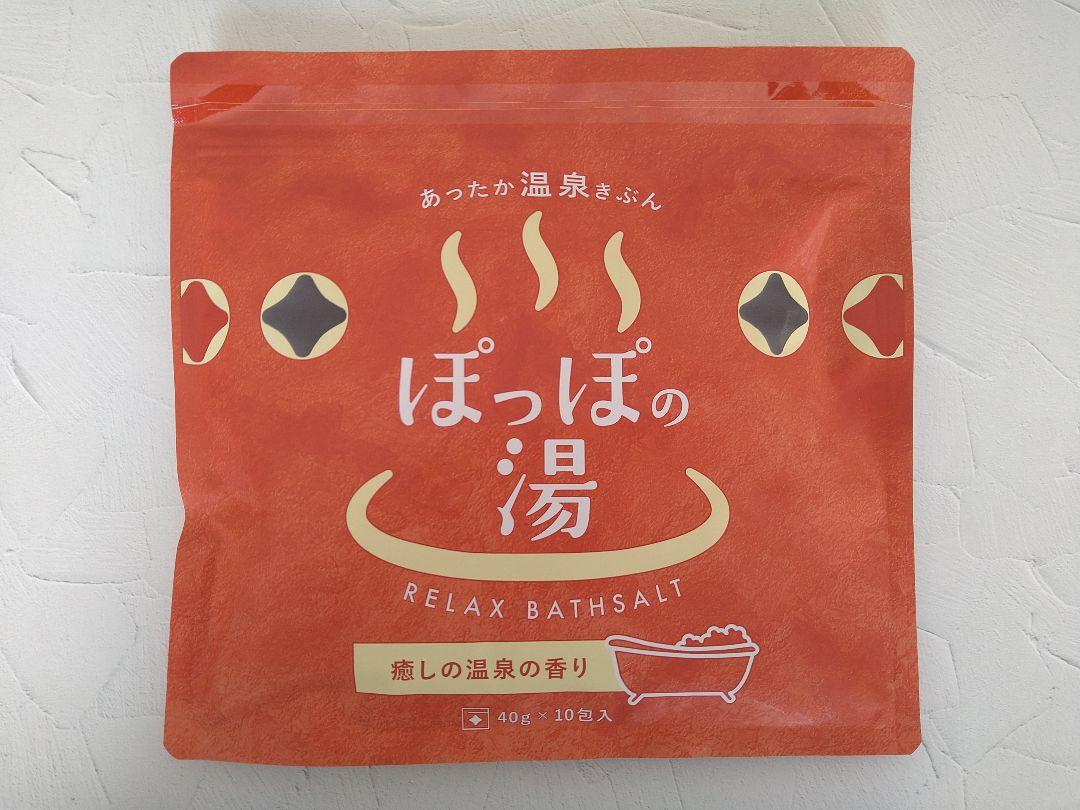 あったか温泉きぶん
ぽっぽの
湯
RELAX BATHSALT
癒しの温泉の香り
40g×10包入